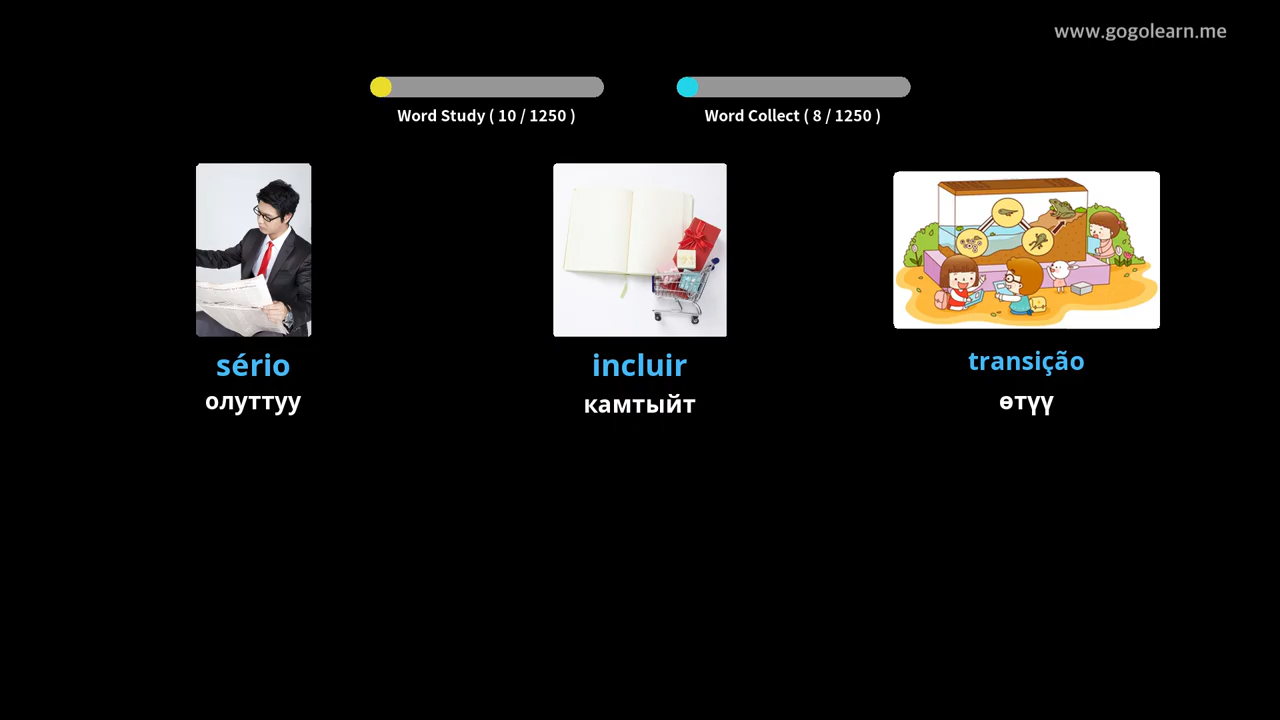 www.gogolearn.me
Word Study ( 10 / 1250 )
Word Collect ( 8 / 1250 )
sério
олуттуу
incluir
камтыйт
transição
өтүү